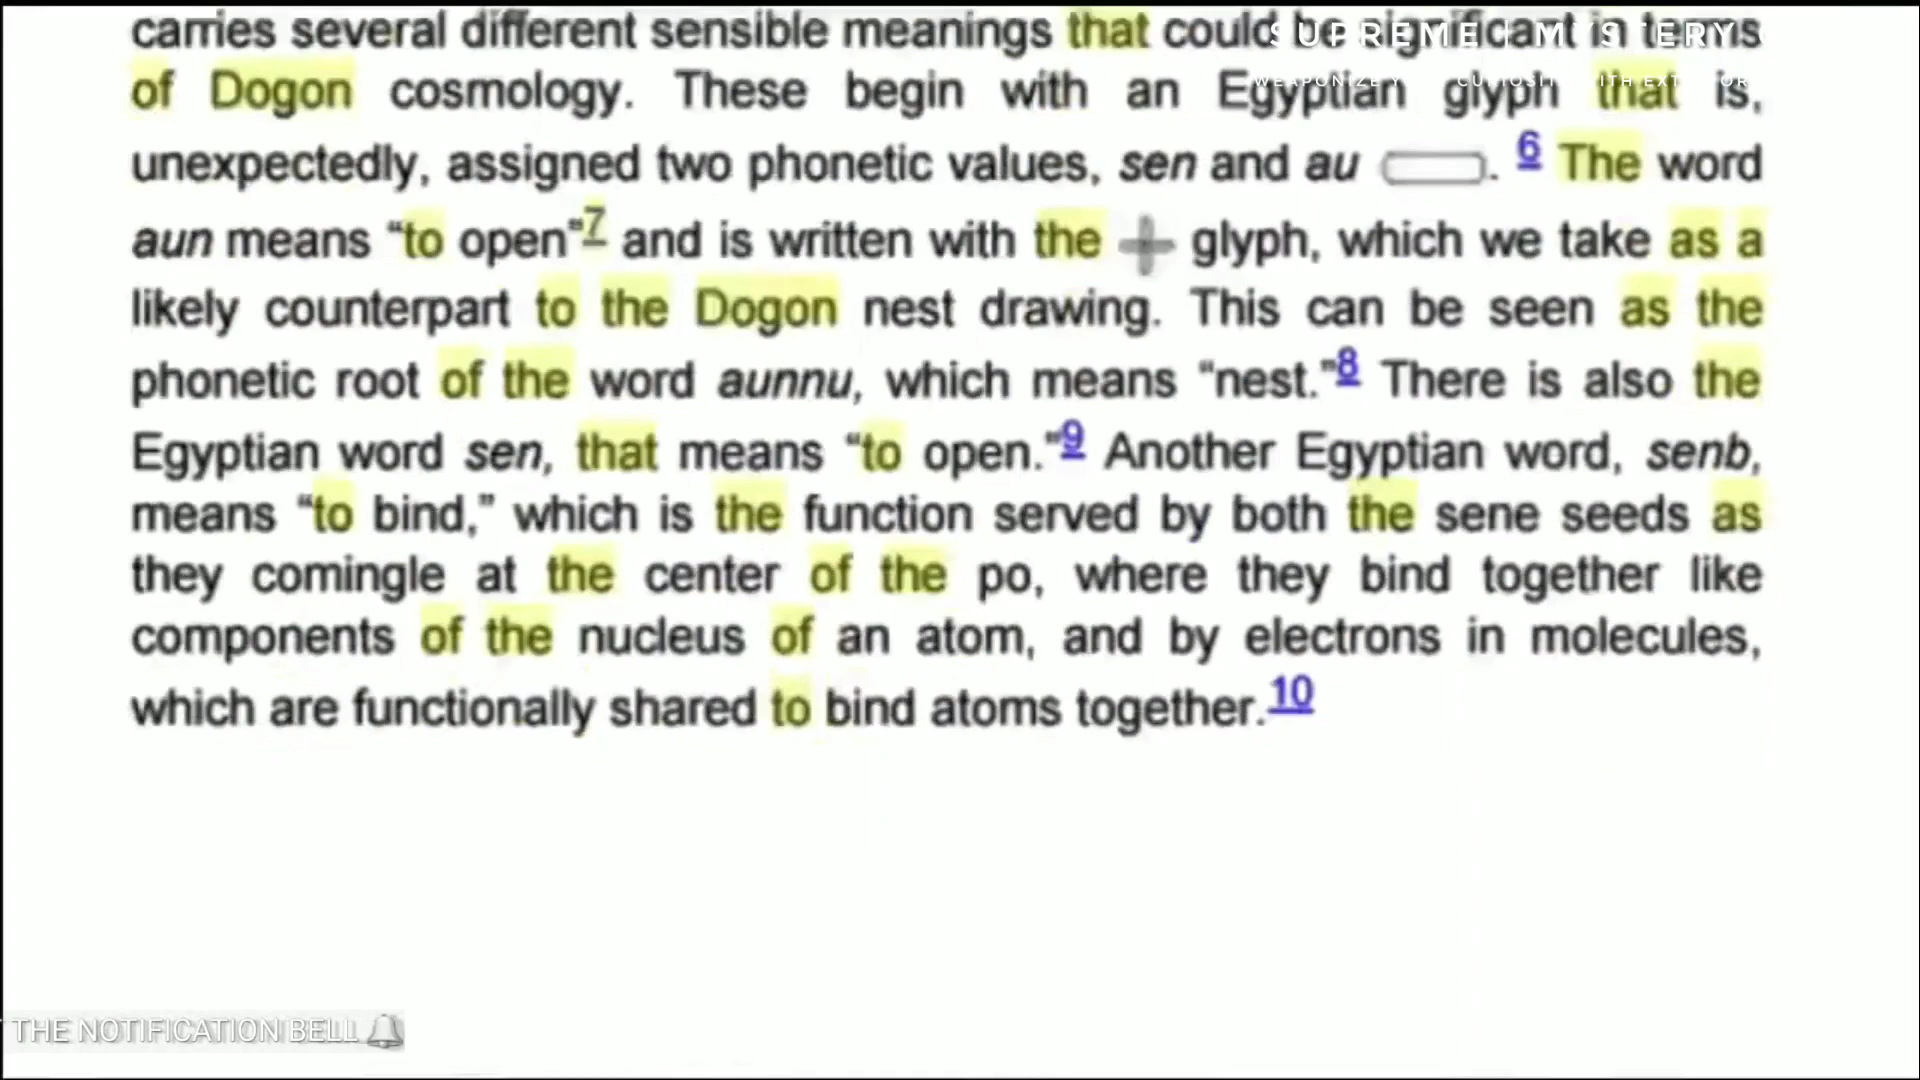 carries several different sensible meanings that could be significant in terms
of Dogon cosmology. These begin with an Egyptian glyph that is,
unexpectedly, assigned two phonetic values, sen and au. 6 The word
aun means “to open”7 and is written with the glyph, which we take as a
likely counterpart to the Dogon nest drawing. This can be seen as the
phonetic root of the word aunnu, which means “nest.”8 There is also the
Egyptian word sen, that means “to open.”9 Another Egyptian word, senb,
means “to bind,” which is the function served by both the sene seeds as
they comingle at the center of the po, where they bind together like
components of the nucleus of an atom, and by electrons in molecules,
which are functionally shared to bind atoms together.10
SUPREME MYSTERY
WEAPONIZE
THE NOTIFICATION BELL